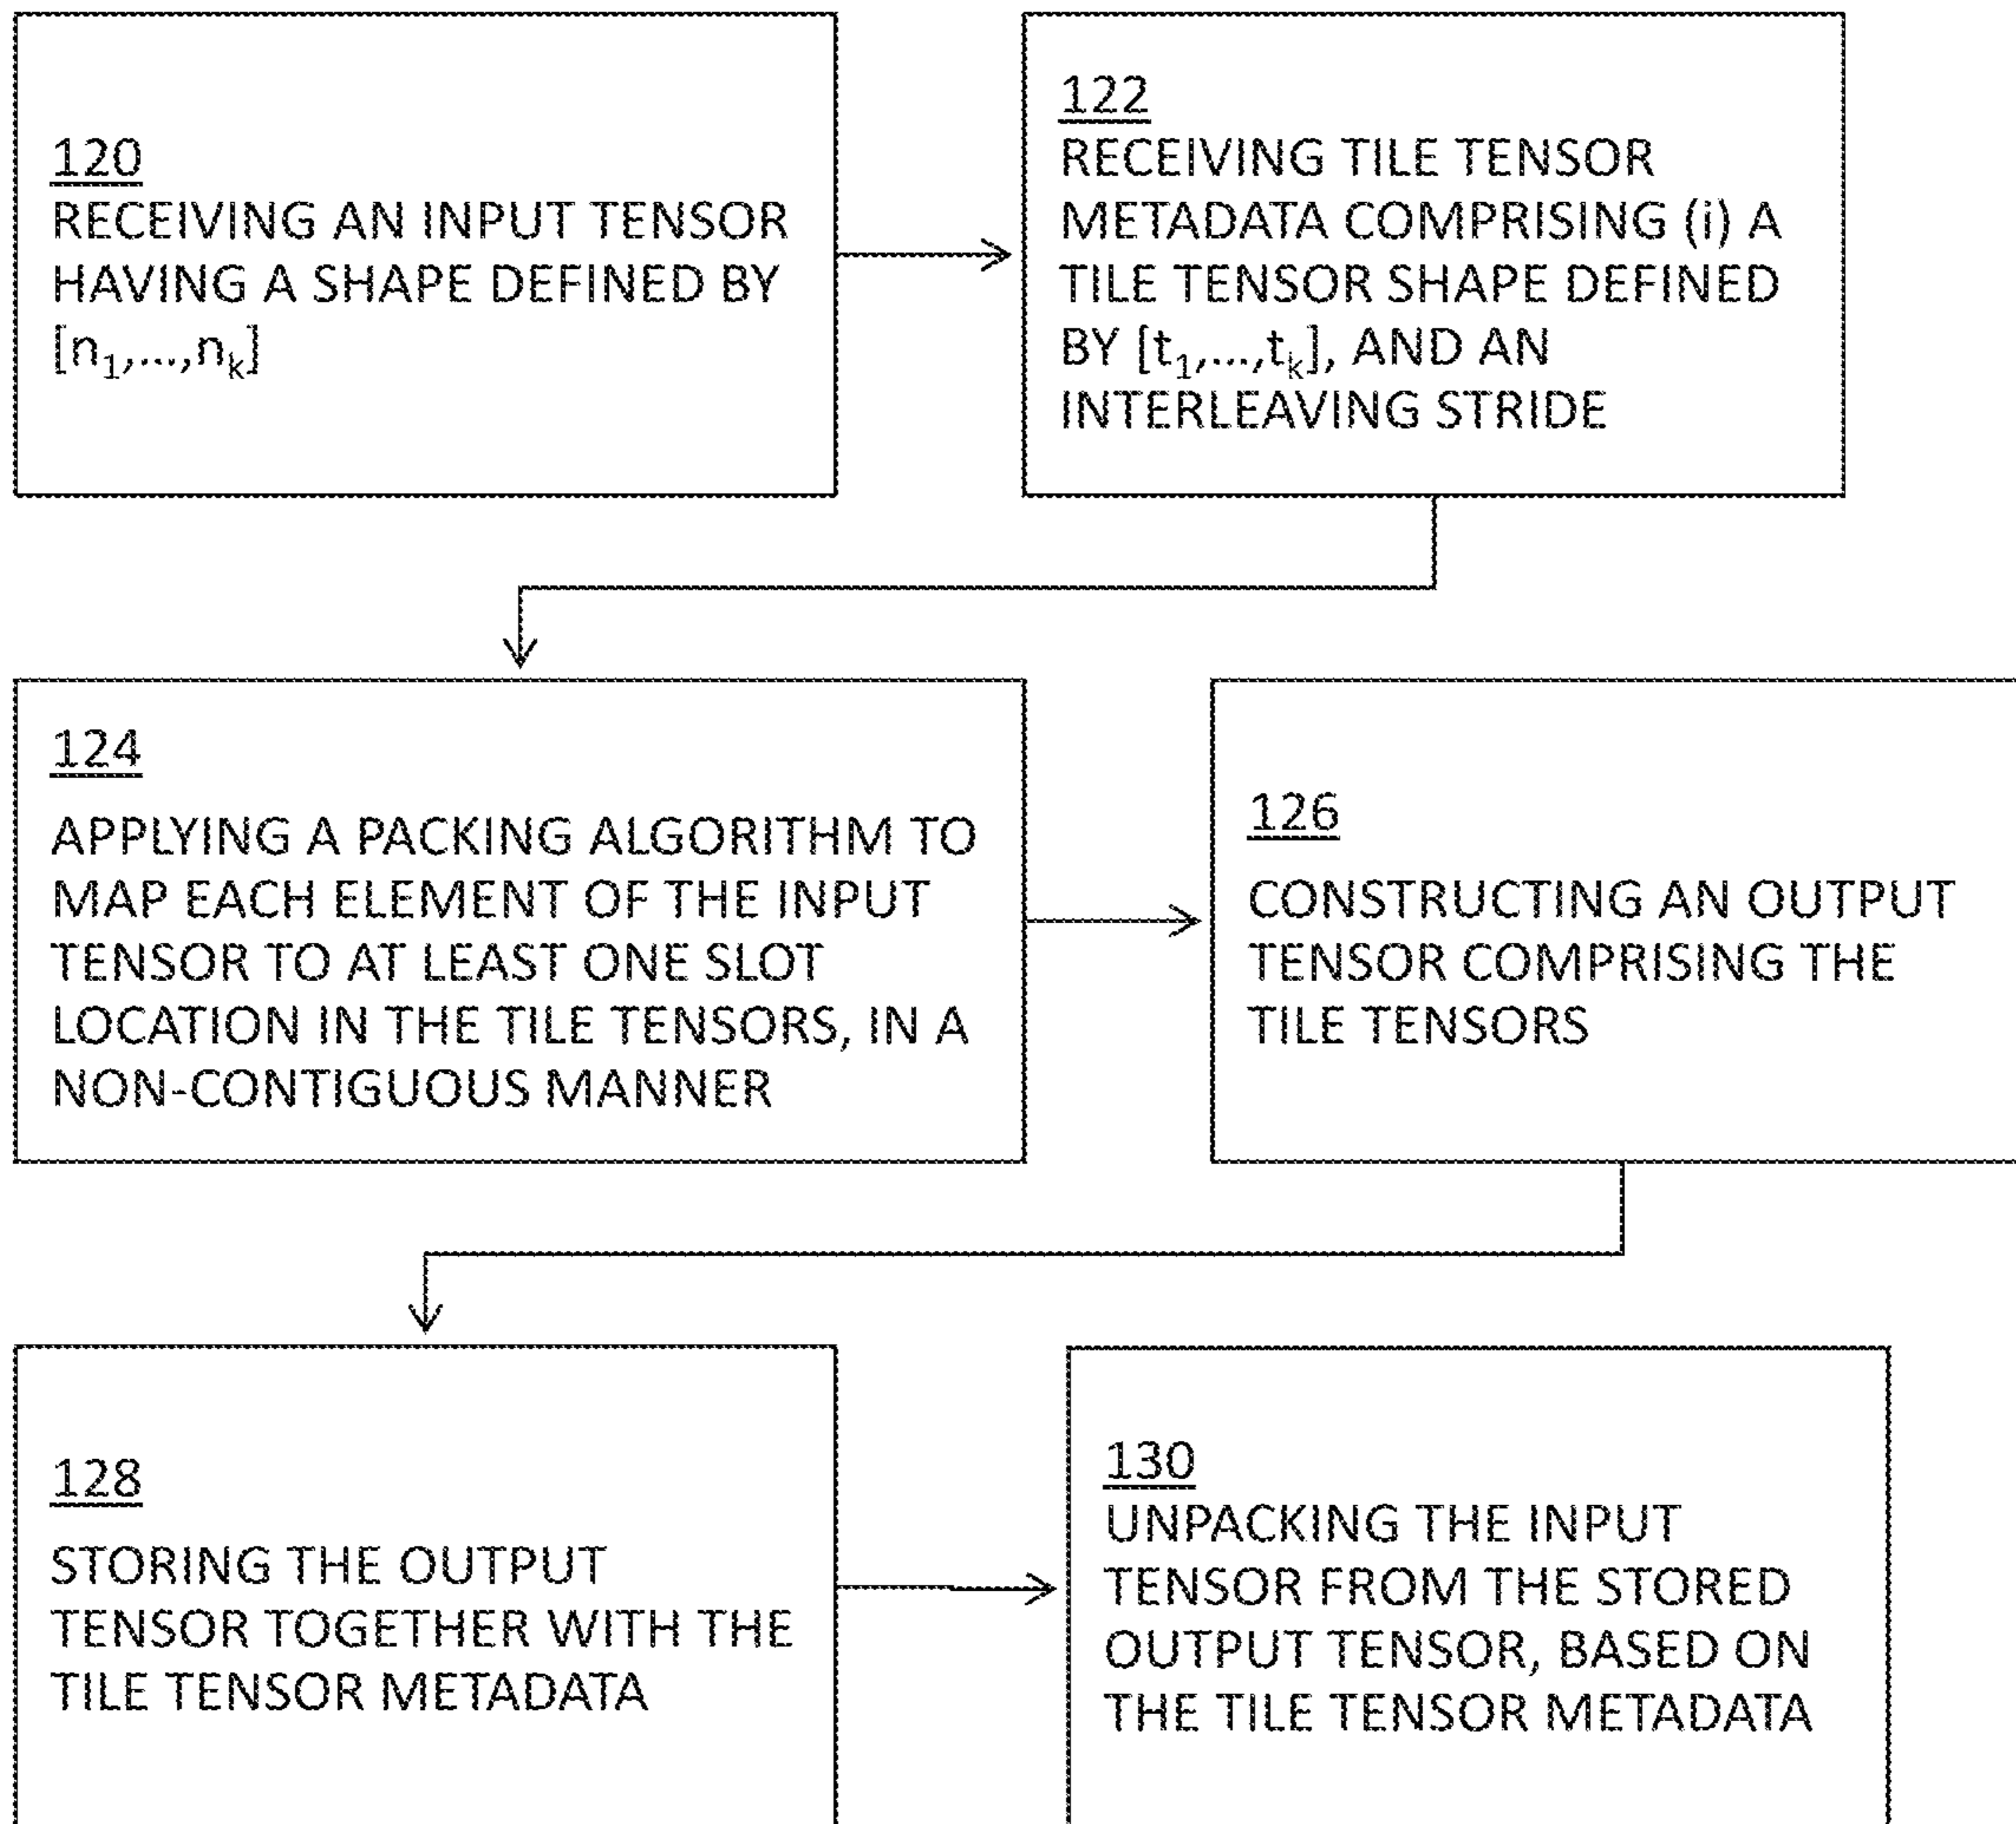 120
RECEIVING AN INPUT TENSOR
HAVING A SHAPE DEFINED BY
[n₁,...,nₖ]
122
RECEIVING TILE TENSOR
METADATA COMPRISING (i) A
TILE TENSOR SHAPE DEFINED
BY [t₁,...,tₖ], AND AN
INTERLEAVING STRIDE
124
APPLYING A PACKING ALGORITHM TO
MAP EACH ELEMENT OF THE INPUT
TENSOR TO AT LEAST ONE SLOT
LOCATION IN THE TILE TENSORS, IN A
NON-CONTIGUOUS MANNER
126
CONSTRUCTING AN OUTPUT
TENSOR COMPRISING THE
TILE TENSORS
128
STORING THE OUTPUT
TENSOR TOGETHER WITH THE
TILE TENSOR METADATA
130
UNPACKING THE INPUT
TENSOR FROM THE STORED
OUTPUT TENSOR, BASED ON
THE TILE TENSOR METADATA